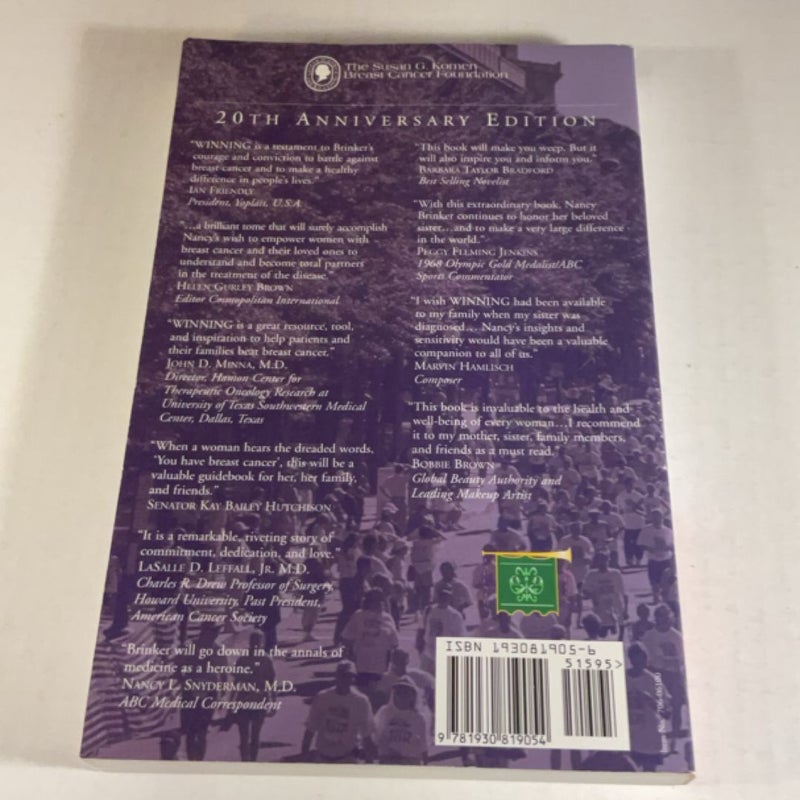 The Susan G. Komen
Breast Cancer Foundation
20TH ANNIVERSARY EDITION
"WINNING is a testament to Brinker's
courage and conviction to battle against
breast cancer and to make a healthy
difference in people's lives."
IAN FRIENDLY
President, Yoplait, U.S.A
"...a brilliant tome that will surely accomplish
Nancy's wish to empower women with
breast cancer and their loved ones to
understand and become total partners
in the treatment of the disease."
HELEN GURLEY BROWN
Editor Cosmopolitan International
"WINNING is a great resource, tool,
and inspiration to help patients and
their families beat breast cancer."
JOHN D. MINNA, M.D.
Director, Hamon Center for
Therapeutic Oncology Research at
University of Texas Southwestern Medical
Center, Dallas, Texas
"When a woman hears the dreaded words,
'You have breast cancer', this will be a
valuable guidebook for her, her family,
and friends."
SENATOR KAY BAILEY HUTCHISON
"It is a remarkable, riveting story of
commitment, dedication, and love."
LASALLE D. LEFFALL, JR. M.D.
Charles R. Drew Professor of Surgery,
Howard University, Past President,
American Cancer Society
"Brinker will go down in the annals of
medicine as a heroine."
NANCY L. SNYDERMAN, M.D.
ABC Medical Correspondent
"This book will make you weep. But it
will also inspire you and inform you."
BARBARA TAYLOR BRADFORD
Best Selling Novelist
"With this extraordinary book, Nancy
Brinker continues to honor her beloved
sister...and to make a very large difference
in the world."
PEGGY FLEMING JENKINS
1968 Olympic Gold Medalist/ABC
Sports Commentator
"I wish WINNING had been available
to my family when my sister was
diagnosed... Nancy's insights and
sensitivity would have been a valuable
companion to all of us."
MARVIN HAMLISCH
Composer
"This book is invaluable to the health and
well-being of every woman...I recommend
it to my mother, sister, family members,
and friends as a must read."
BOBBIE BROWN
Global Beauty Authority and
Leading Makeup Artist
ISBN 193081905-6
51595>
9 781930 819054
Item No.